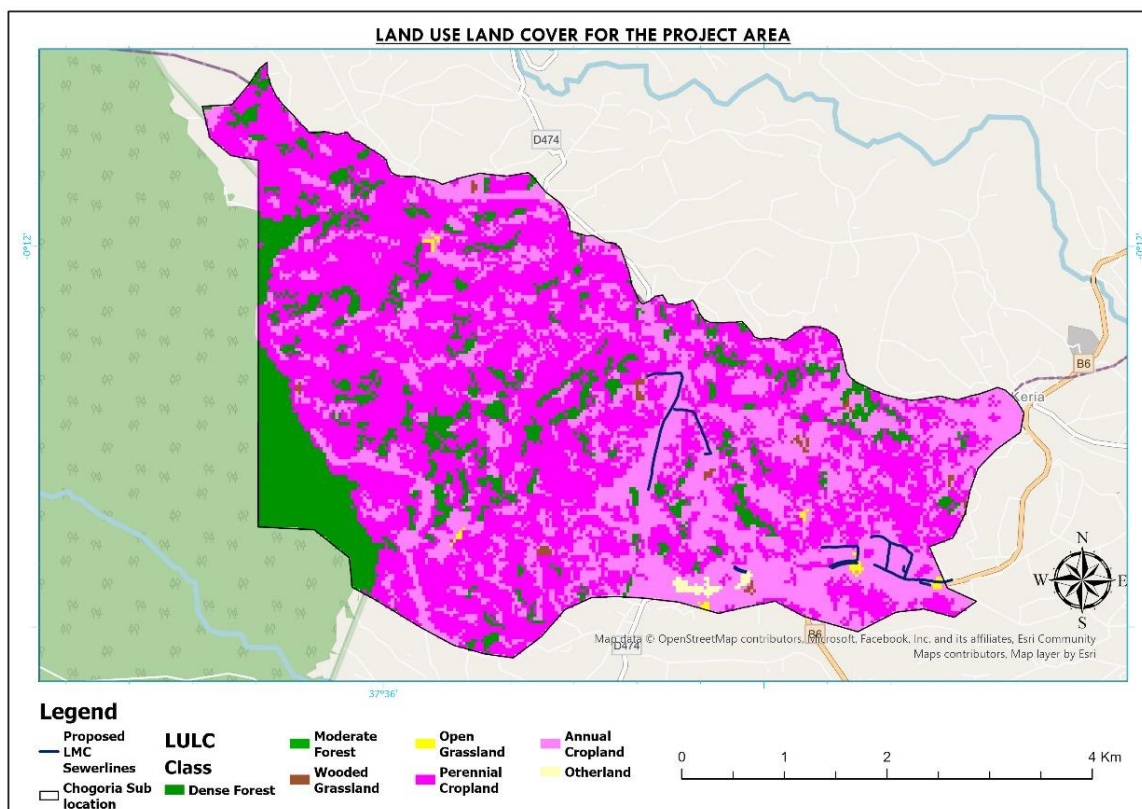 LAND USE LAND COVER FOR THE PROJECT AREA
D474
-0°12'
-0°12'
B6
Keria
N
W
E
S
B6
D474
Map data © OpenStreetMap contributors, Microsoft, Facebook, Inc. and its affiliates, Esri Community
Maps contributors, Map layer by Esri
37°36'
Legend
Proposed
LMC
Sewerlines
Chogoria Sub
location
LULC
Class
Dense Forest
Moderate
Forest
Wooded
Grassland
Open
Grassland
Perennial
Cropland
Annual
Cropland
Otherland
0 1 2 4 Km